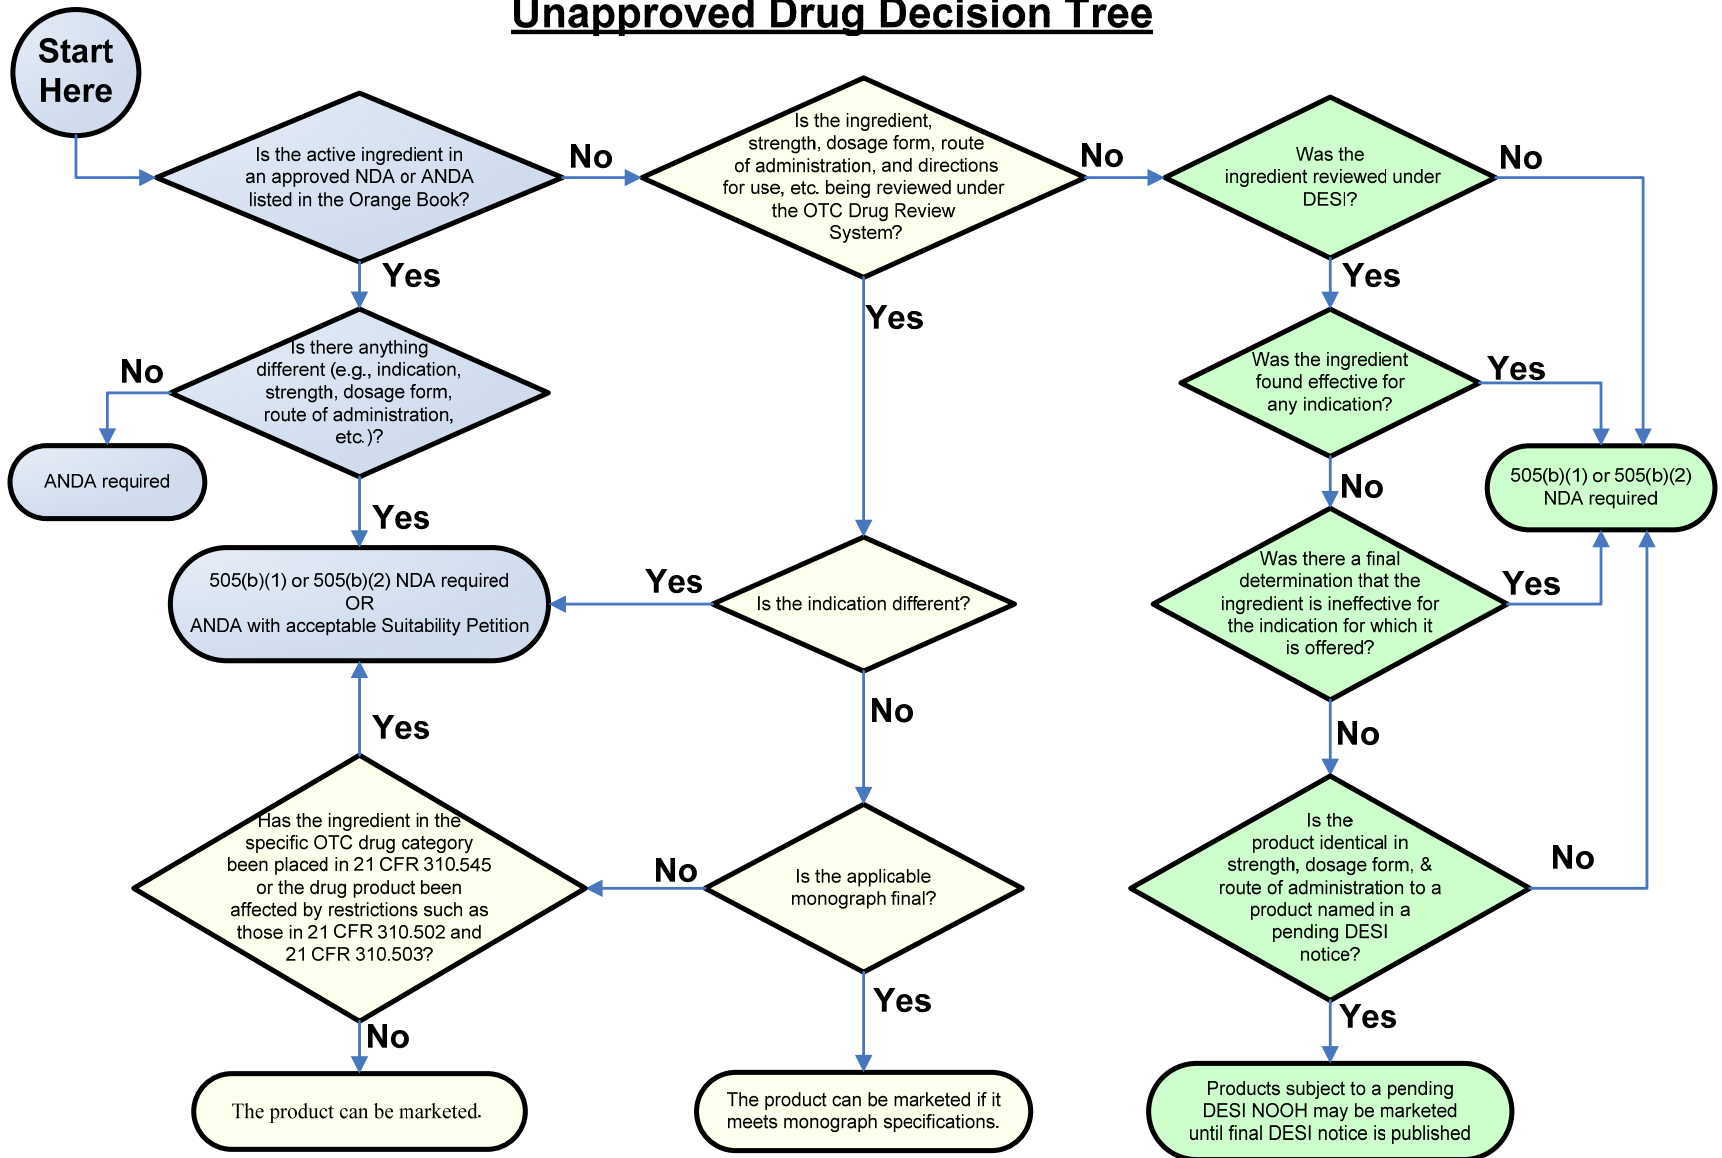 Unapproved Drug Decision Tree
Start
Here
Is the active ingredient in
an approved NDA or ANDA
listed in the Orange Book?
No
Is the ingredient,
strength, dosage form, route
of administration, and directions
for use, etc. being reviewed under
the OTC Drug Review
System?
No
Was the
ingredient reviewed under
DESI?
No
Yes
Yes
Yes
Is there anything
different (e.g., indication,
strength, dosage form,
route of administration,
etc.)?
No
ANDA required
Yes
Was the ingredient
found effective for
any indication?
Yes
No
505(b)(1) or 505(b)(2)
NDA required
505(b)(1) or 505(b)(2) NDA required
OR
ANDA with acceptable Suitability Petition
Yes
Is the indication different?
No
Was there a final
determination that the
ingredient is ineffective for
the indication for which it
is offered?
Yes
No
Yes
Has the ingredient in the
specific OTC drug category
been placed in 21 CFR 310.545
or the drug product been
affected by restrictions such as
those in 21 CFR 310.502 and
21 CFR 310.503?
No
Is the applicable
monograph final?
Is the
product identical in
strength, dosage form, &
route of administration to a
product named in a
pending DESI
notice?
No
No
Yes
Yes
The product can be marketed.
The product can be marketed if it
meets monograph specifications.
Products subject to a pending
DESI NOOH may be marketed
until final DESI notice is published